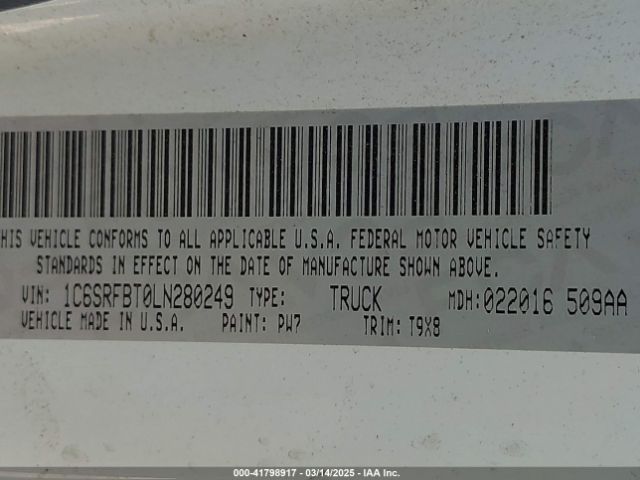 THIS VEHICLE CONFORMS TO ALL APPLICABLE U.S.A. FEDERAL MOTOR VEHICLE SAFETY
STANDARDS IN EFFECT ON THE DATE OF MANUFACTURE SHOWN ABOVE.
VIN: 1C6SRFBT0LN280249 TYPE: TRUCK MDH:022016 509AA
VEHICLE MADE IN U.S.A. PAINT: PW7 TRIM: T9X8
000-41798917 - 03/14/2025 - IAA Inc.